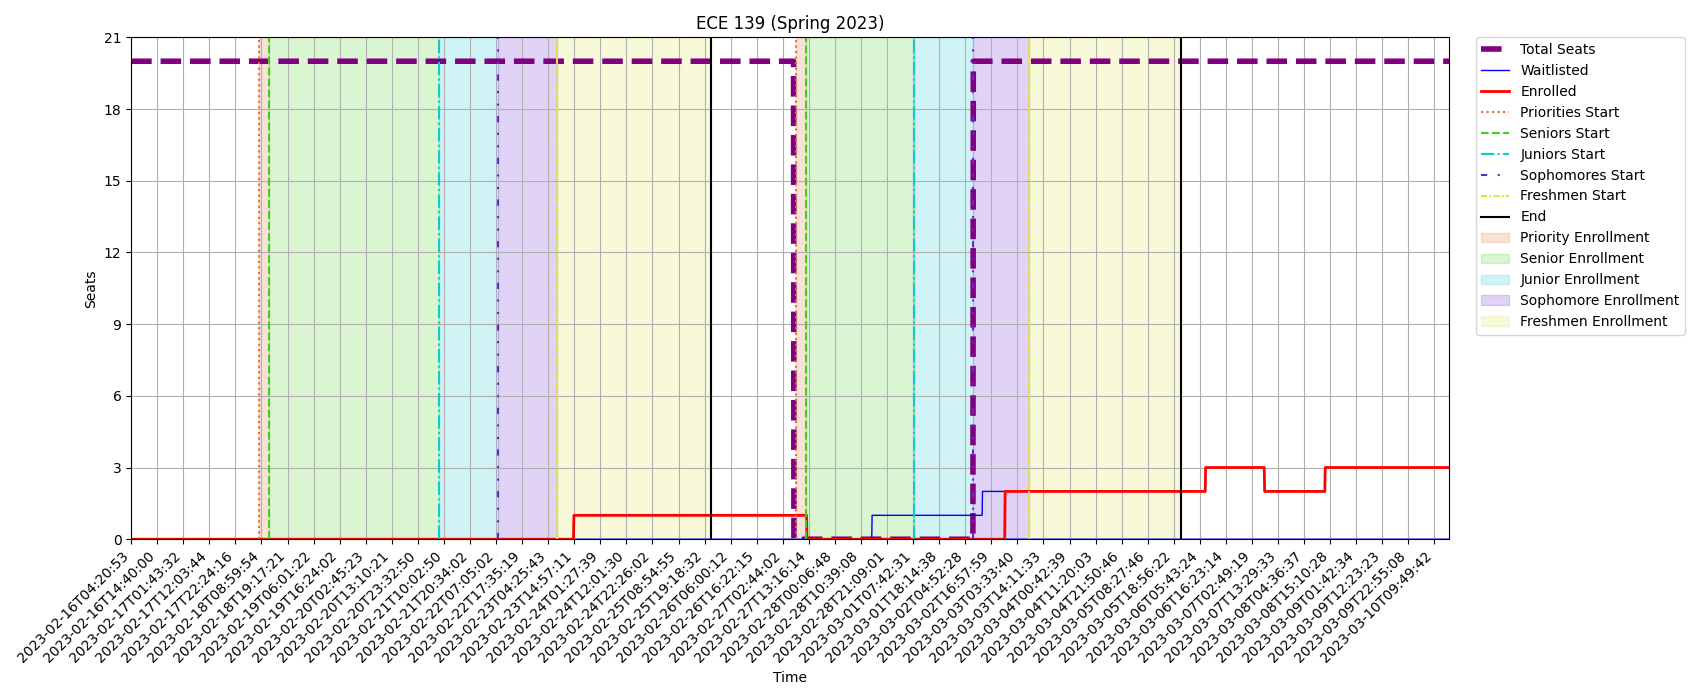 ECE 139 (Spring 2023)
21
18
15
12
9
6
3
0
Seats
2023-02-16T04:20:53
2023-02-16T14:40:00
2023-02-17T01:43:32
2023-02-17T12:03:44
2023-02-17T22:24:16
2023-02-18T08:59:54
2023-02-18T19:17:21
2023-02-19T06:01:22
2023-02-19T16:24:02
2023-02-20T02:45:23
2023-02-20T13:10:21
2023-02-20T23:32:50
2023-02-21T10:02:50
2023-02-21T20:34:02
2023-02-22T07:05:02
2023-02-22T17:35:19
2023-02-23T04:25:43
2023-02-23T14:57:11
2023-02-24T01:27:39
2023-02-24T12:01:30
2023-02-24T22:26:02
2023-02-25T08:54:55
2023-02-25T19:18:32
2023-02-26T06:00:12
2023-02-26T16:22:15
2023-02-27T02:44:02
2023-02-27T13:16:14
2023-02-28T00:06:48
2023-02-28T10:39:08
2023-02-28T21:09:01
2023-03-01T07:42:31
2023-03-01T18:14:38
2023-03-02T04:52:28
2023-03-02T16:57:59
2023-03-03T03:33:40
2023-03-03T14:11:33
2023-03-04T00:42:39
2023-03-04T11:20:03
2023-03-04T21:50:46
2023-03-05T08:27:46
2023-03-05T18:56:22
2023-03-06T05:43:24
2023-03-06T16:23:14
2023-03-07T02:49:19
2023-03-07T13:29:33
2023-03-08T04:36:37
2023-03-08T15:10:28
2023-03-09T01:42:34
2023-03-09T12:23:23
2023-03-09T22:55:08
2023-03-10T09:49:42
Time
Total Seats
Waitlisted
Enrolled
Priorities Start
Seniors Start
Juniors Start
Sophomores Start
Freshmen Start
End
Priority Enrollment
Senior Enrollment
Junior Enrollment
Sophomore Enrollment
Freshmen Enrollment